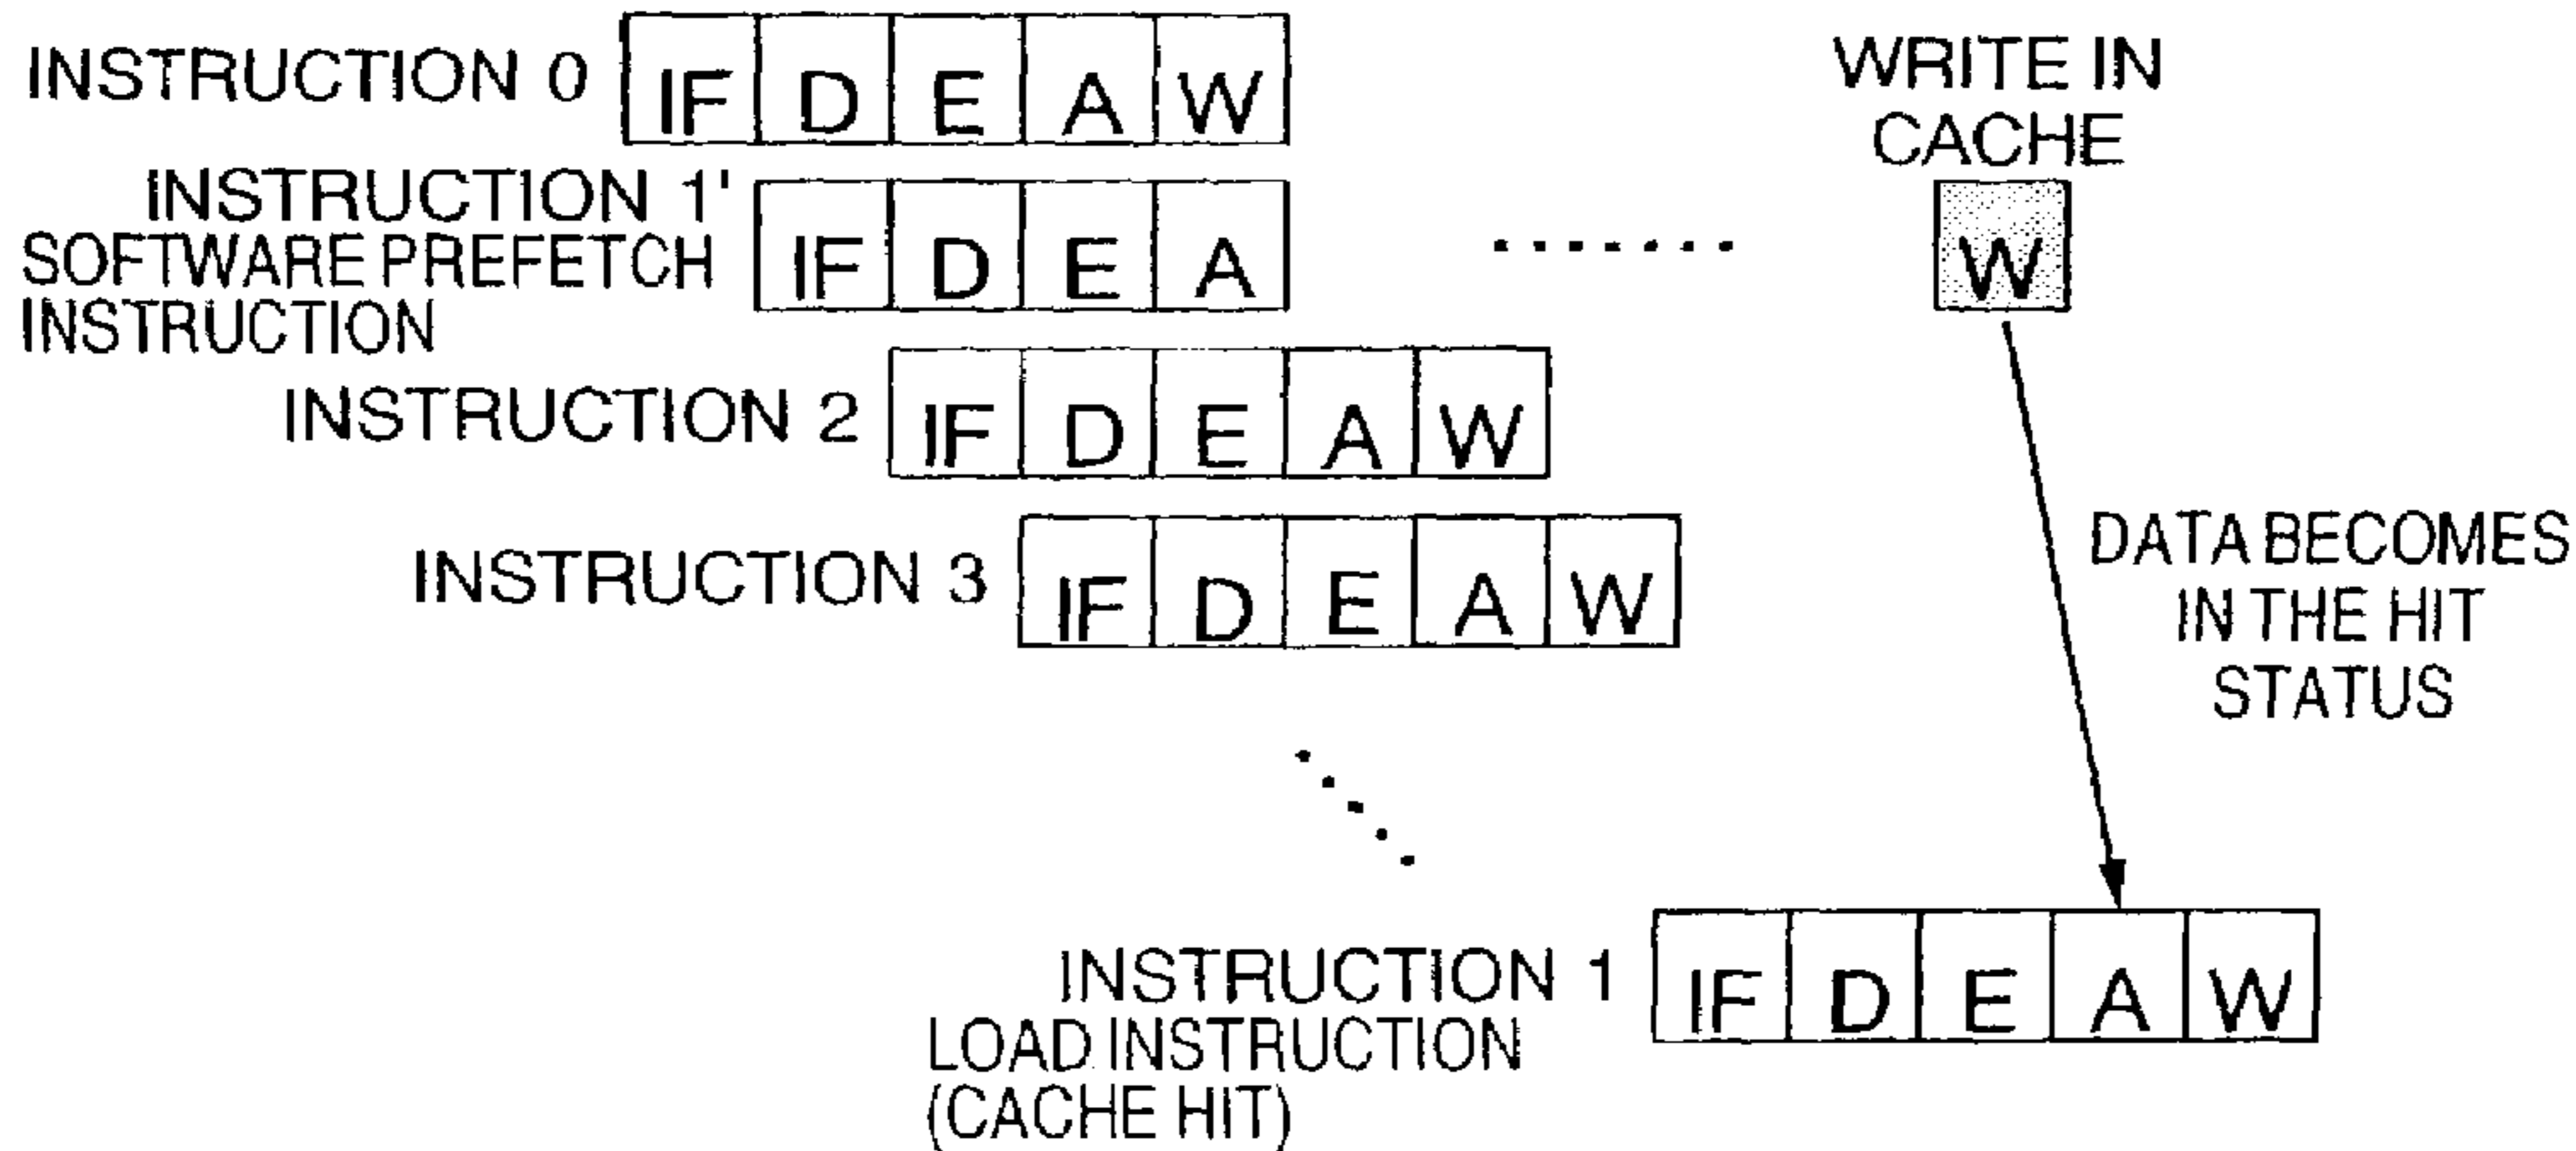 INSTRUCTION 0 IF D E A W
WRITE IN
CACHE
INSTRUCTION 1'
SOFTWARE PREFETCH
INSTRUCTION
IF D E A
W
INSTRUCTION 2 IF D E A W
INSTRUCTION 3 IF D E A W
DATA BECOMES
IN THE HIT
STATUS
INSTRUCTION 1 IF D E A W
LOAD INSTRUCTION
(CACHE HIT)